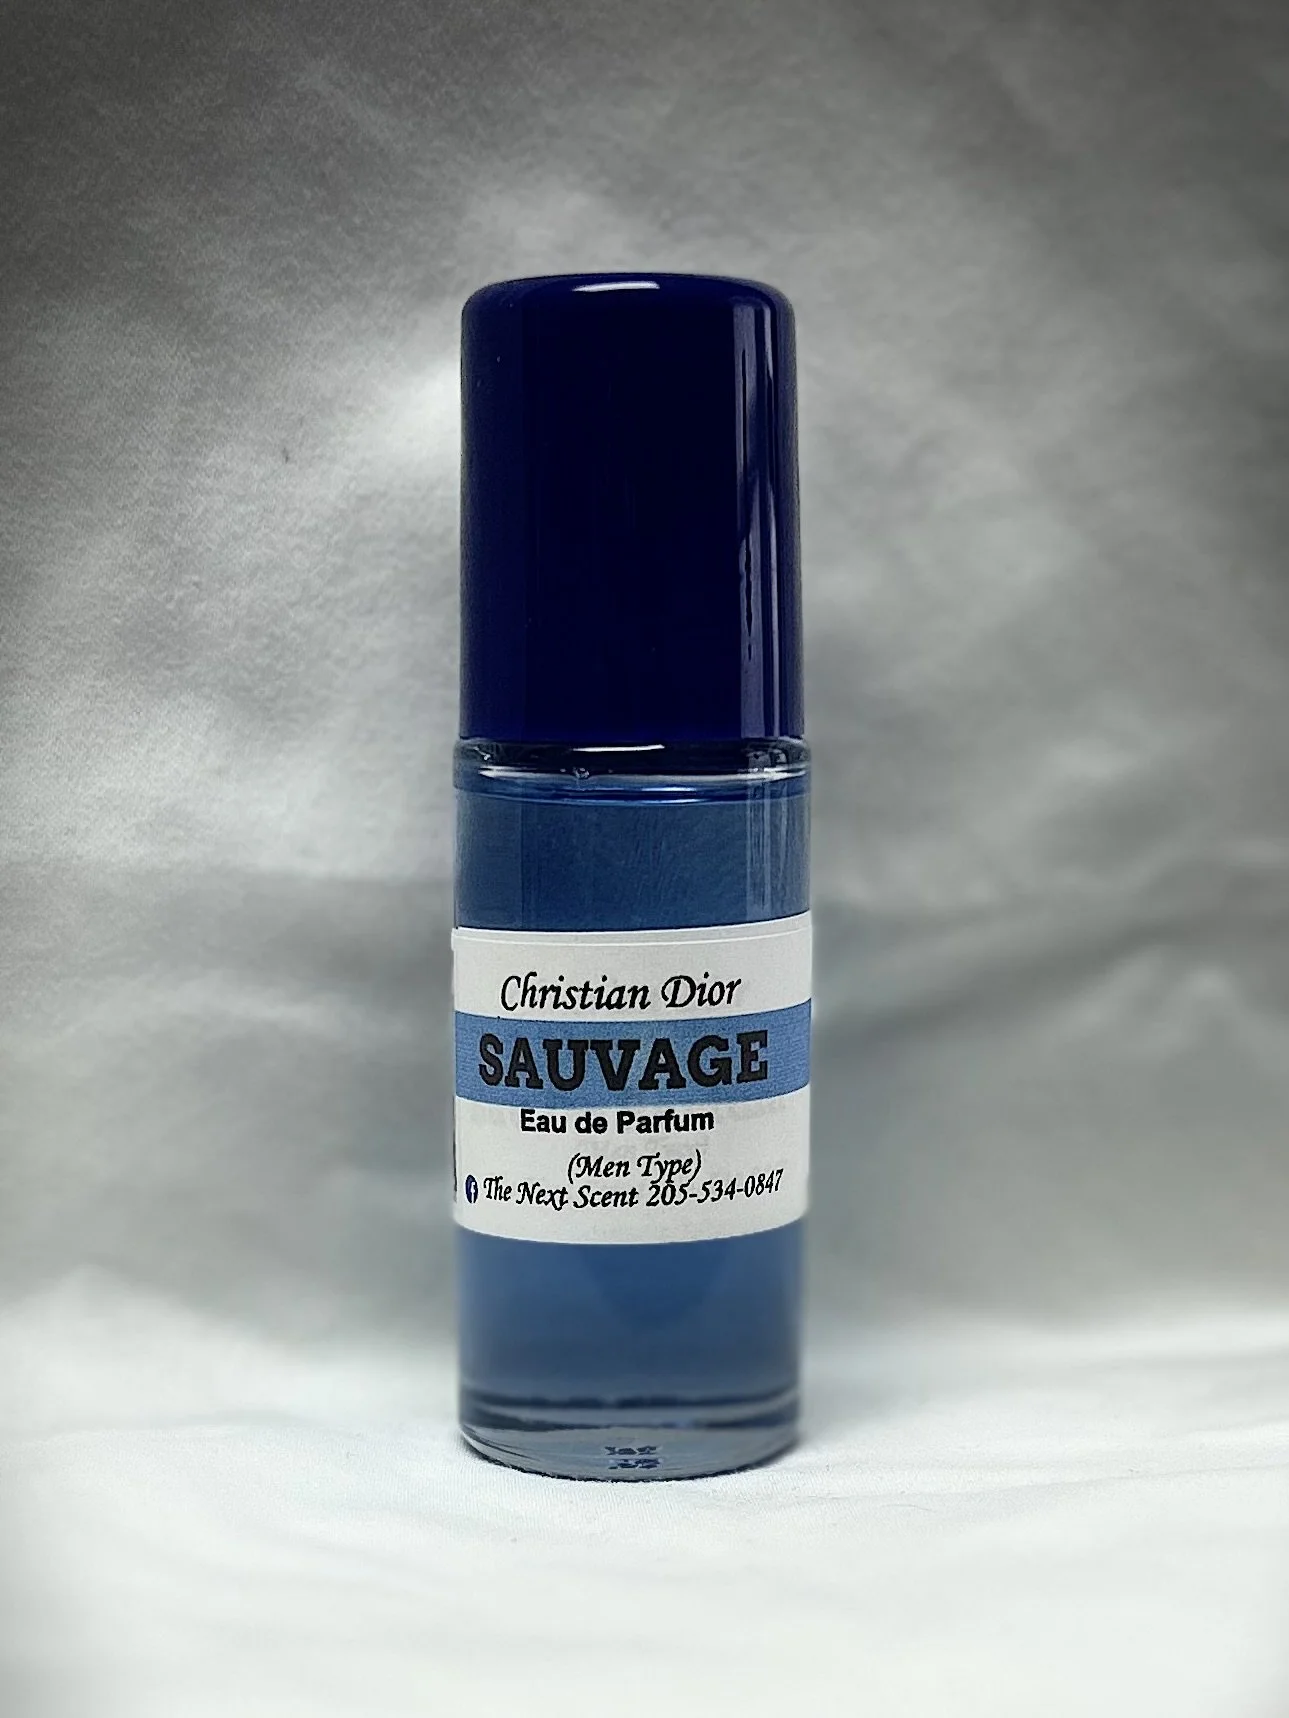 Christian Dior
SAUVAGE
Eau de Parfum
(Men Type)
The Next Scent 205-534-0847